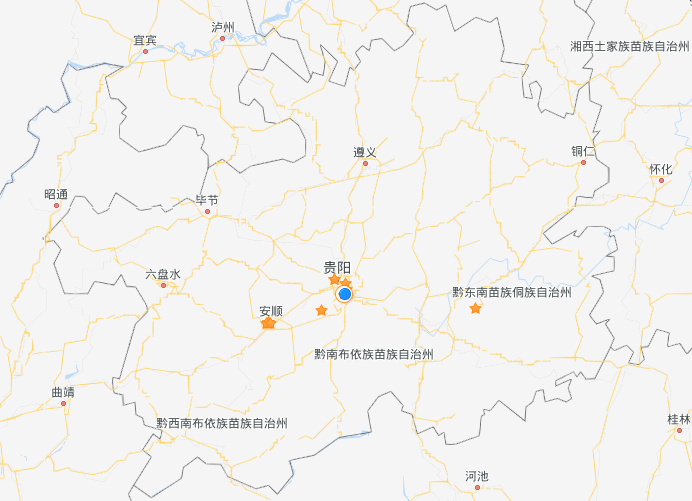 泸州
宜宾
湘西土家族苗族自治州
遵义
铜仁
怀化
昭通
毕节
贵阳
六盘水
黔东南苗族侗族自治州
安顺
黔南布依族苗族自治州
曲靖
黔西南布依族苗族自治州
桂林
河池